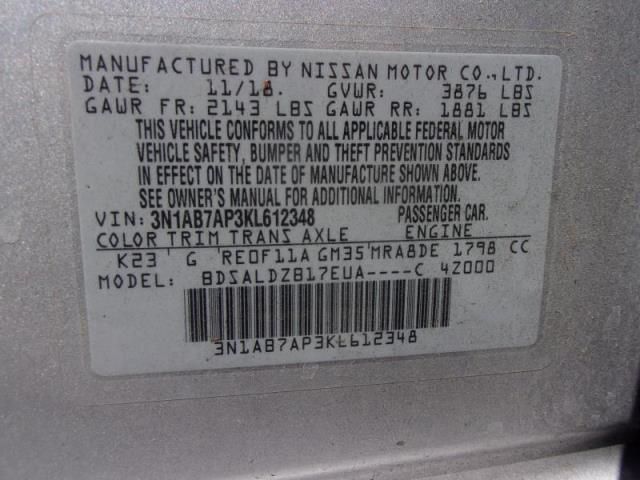 MANUFACTURED BY NISSAN MOTOR CO.,LTD.
DATE: 11/18. GVWR: 3876 LBS
GAWR FR: 2143 LBS GAWR RR: 1881 LBS
THIS VEHICLE CONFORMS TO ALL APPLICABLE FEDERAL MOTOR
VEHICLE SAFETY, BUMPER AND THEFT PREVENTION STANDARDS
IN EFFECT ON THE DATE OF MANUFACTURE SHOWN ABOVE.
SEE OWNER'S MANUAL FOR ADDITIONAL INFORMATION.
VIN: 3N1AB7AP3KL612348 PASSENGER CAR.
COLOR TRIM TRANS AXLE ENGINE
K23 G RE0F11A GM35 MRA8DE 1798 CC
MODEL: BDSALDZB17EUA----C 4Z000
3N1AB7AP3KL612348